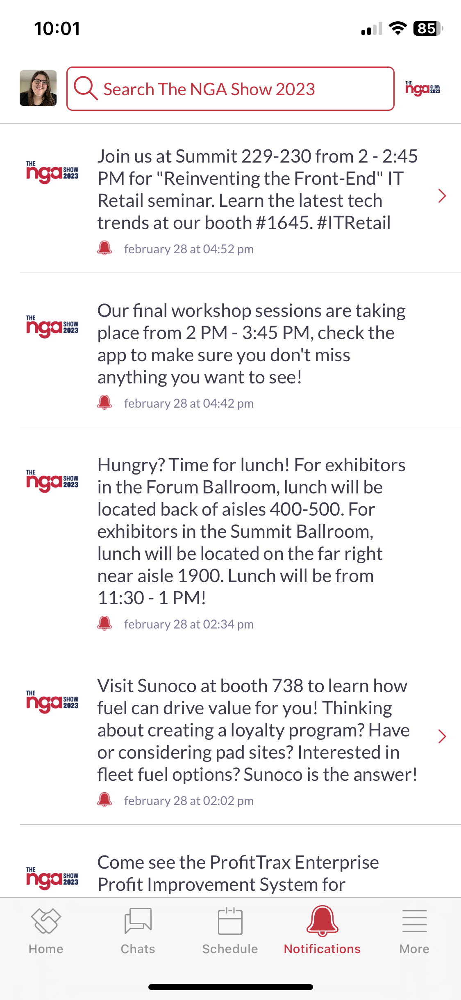 10:01
85
Search The NGA Show 2023
THE
nga SHOW
2023
THE
nga SHOW
2023
Join us at Summit 229-230 from 2 - 2:45
PM for "Reinventing the Front-End" IT
Retail seminar. Learn the latest tech
trends at our booth #1645. #ITRetail
february 28 at 04:52 pm
THE
nga SHOW
2023
Our final workshop sessions are taking
place from 2 PM - 3:45 PM, check the
app to make sure you don't miss
anything you want to see!
february 28 at 04:42 pm
THE
nga SHOW
2023
Hungry? Time for lunch! For exhibitors
in the Forum Ballroom, lunch will be
located back of aisles 400-500. For
exhibitors in the Summit Ballroom,
lunch will be located on the far right
near aisle 1900. Lunch will be from
11:30 - 1 PM!
february 28 at 02:34 pm
THE
nga SHOW
2023
Visit Sunoco at booth 738 to learn how
fuel can drive value for you! Thinking
about creating a loyalty program? Have
or considering pad sites? Interested in
fleet fuel options? Sunoco is the answer!
february 28 at 02:02 pm
THE
nga SHOW
2023
Come see the ProfitTrax Enterprise
Profit Improvement System for
Home
Chats
Schedule
Notifications
More